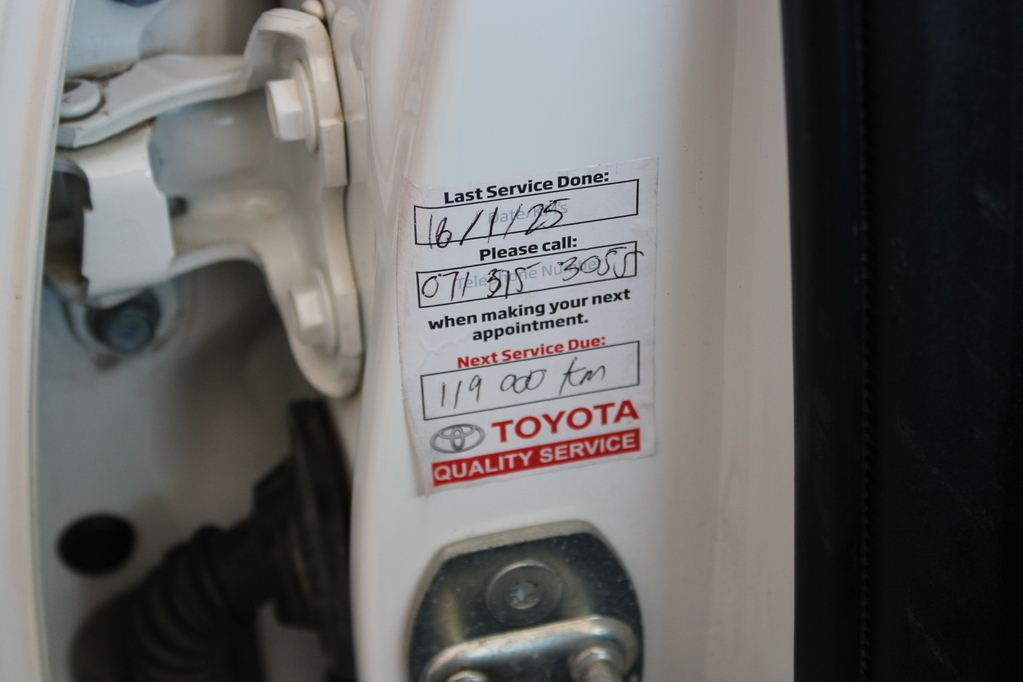 Last Service Done:
16/1/25
Please call:
071 315 3055
when making your next
appointment.
Next Service Due:
119 000 km
TOYOTA
QUALITY SERVICE